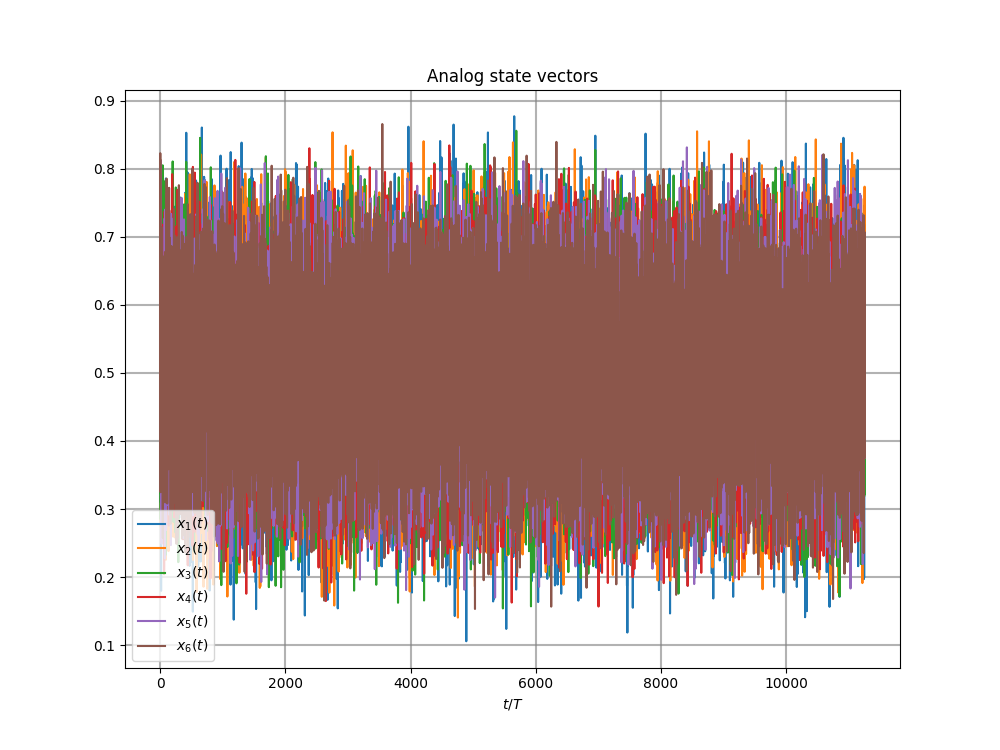 Analog state vectors
0.9
0.8
0.7
0.6
0.5
0.4
0.3
0.2
0.1
x₁(t)
x₂(t)
x₃(t)
x₄(t)
x₅(t)
x₆(t)
0 2000 4000 6000 8000 10000
t/T